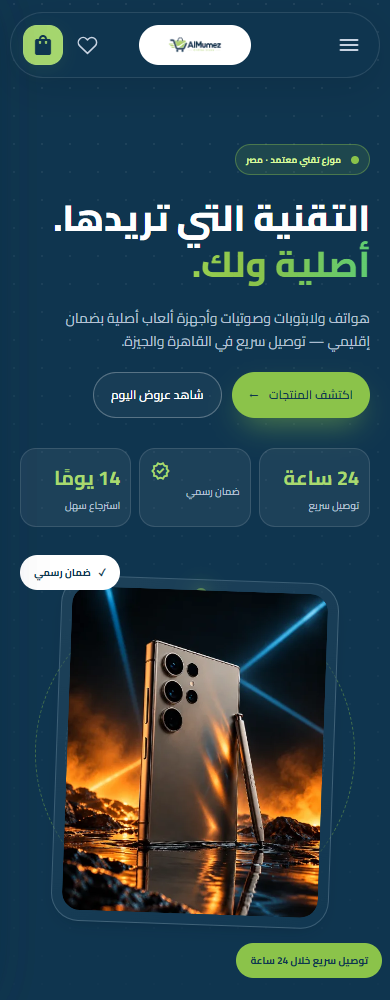 AlMumez
موزع تقني معتمد · مصر
التقنية التي تريدها.
أصلية ولك.
هواتف ولابتوبات وصوتيات وأجهزة ألعاب أصلية بضمان
إقليمي — توصيل سريع في القاهرة والجيزة.
اكتشف المنتجات ←
شاهد عروض اليوم
24 ساعة
توصيل سريع
ضمان رسمي
14 يومًا
استرجاع سهل
✓ ضمان رسمي
توصيل سريع خلال 24 ساعة